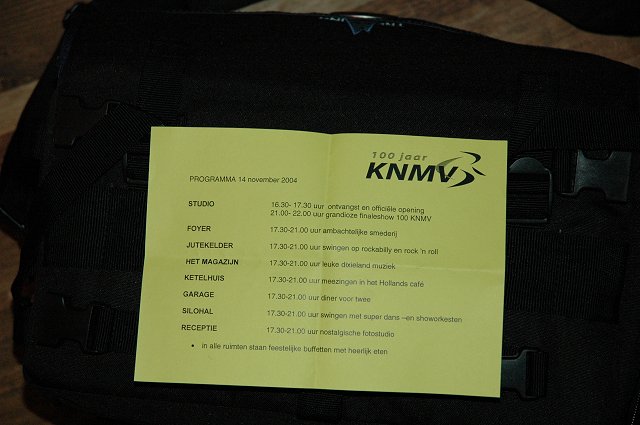 100 jaar
KNMV
PROGRAMMA 14 november 2004
STUDIO 16.30- 17.30 uur ontvangst en officiële opening
21.00- 22.00 uur grandioze finaleshow 100 KNMV
FOYER 17.30-21.00 uur ambachtelijke smederij
JUTEKELDER 17.30-21.00 uur swingen op rockabilly en rock 'n roll
HET MAGAZIJN 17.30-21.00 uur leuke dixieland muziek
KETELHUIS 17.30-21.00 uur meezingen in het Hollands café
GARAGE 17.30-21.00 uur diner voor twee
SILOHAL 17.30-21.00 uur swingen met super dans –en showorkesten
RECEPTIE 17.30-21.00 uur nostalgische fotostudio
• in alle ruimten staan feestelijke buffetten met heerlijk eten